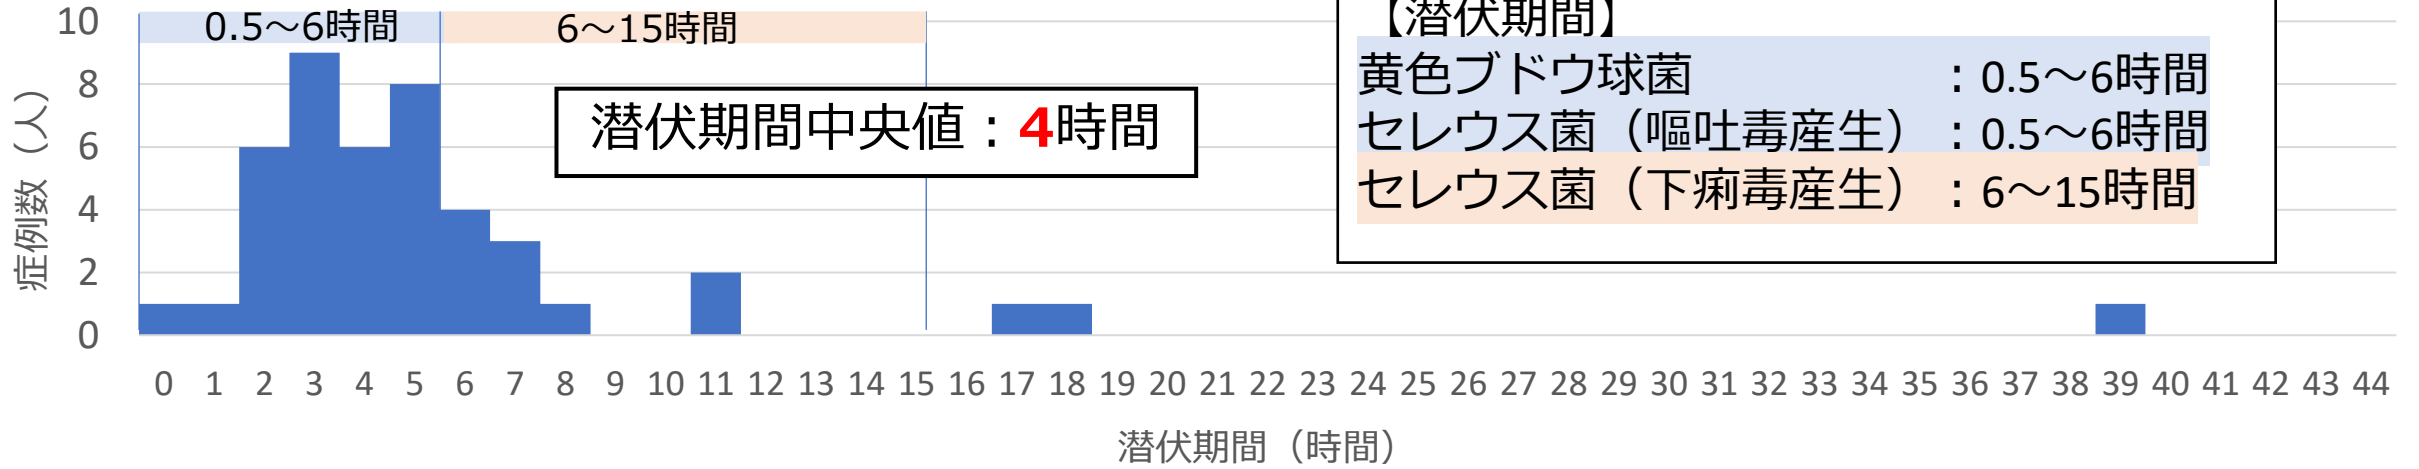 【潜伏期間】
黄色ブドウ球菌 : 0.5～6時間
セレウス菌（嘔吐毒産生）: 0.5～6時間
セレウス菌（下痢毒産生）: 6～15時間
0.5～6時間
6～15時間
潜伏期間中央値：4時間
症例数（人）
10
8
6
4
2
0
0 1 2 3 4 5 6 7 8 9 10 11 12 13 14 15 16 17 18 19 20 21 22 23 24 25 26 27 28 29 30 31 32 33 34 35 36 37 38 39 40 41 42 43 44
潜伏期間（時間）